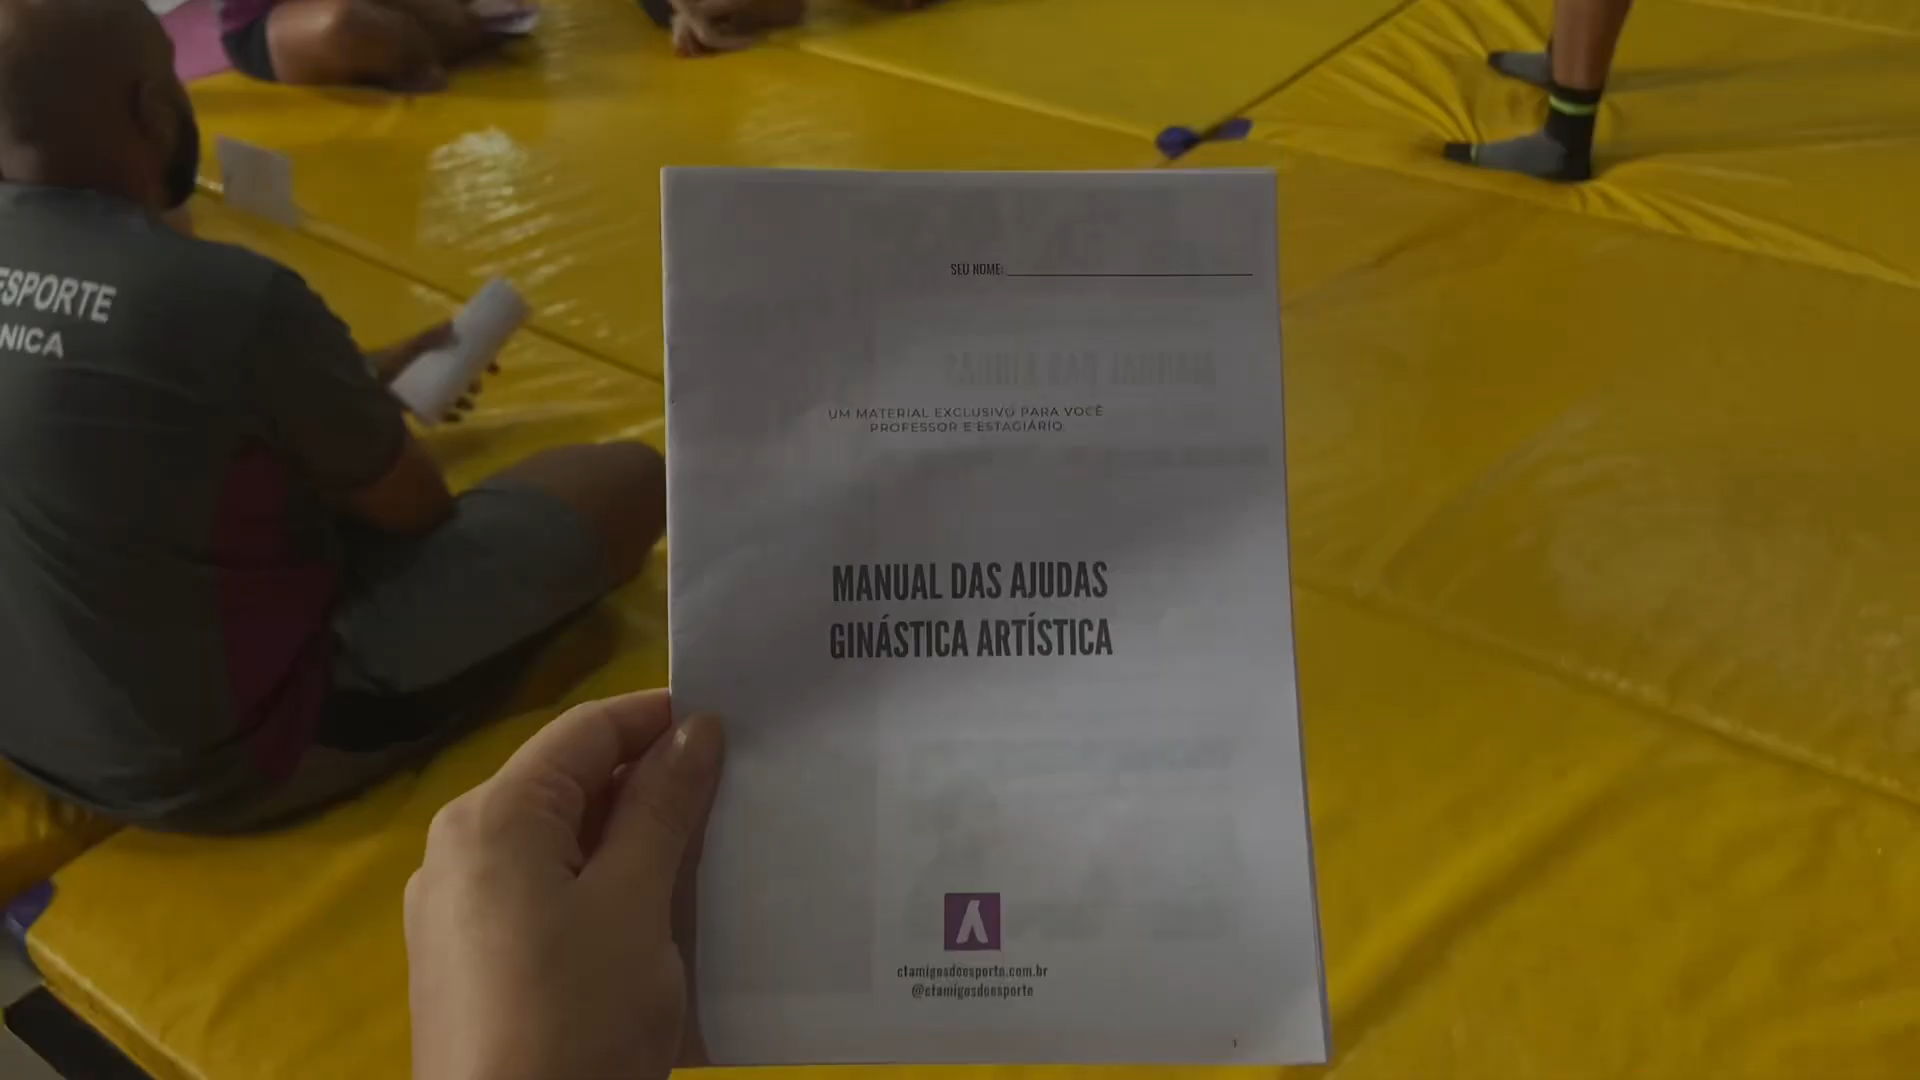 ESPORTE
NICA
SEU NOME:
UM MATERIAL EXCLUSIVO PARA VOCÊ
PROFESSOR E ESTAGIÁRIO
MANUAL DAS AJUDAS
GINÁSTICA ARTÍSTICA
ctamigosdoesporte.com.br
@ctamigosdoesporte
1